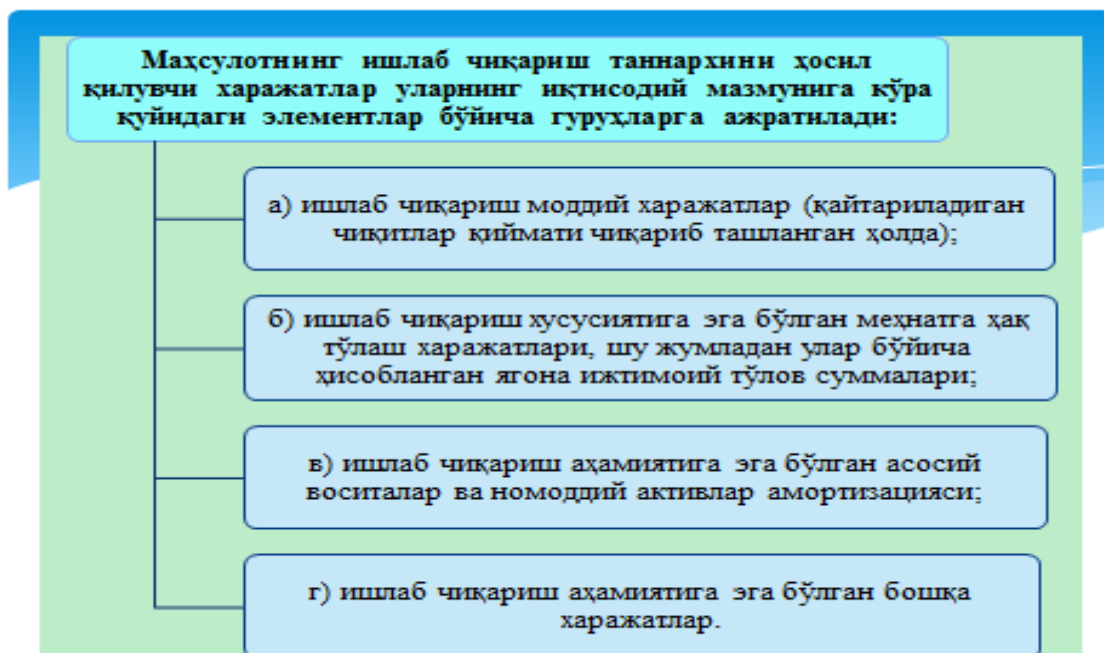 Маҳсулотнинг ишлаб чиқариш таннархини ҳосил
қилувчи харажатлар уларнинг иқтисодий мазмунига кўра
қуйидаги элементлар бўйича гуруҳларга ажратилади:
а) ишлаб чиқариш моддий харажатлар (қайтариладиган
чиқитлар қиймати чиқариб ташланган ҳолда);
б) ишлаб чиқариш хусусиятига эга бўлган меҳнатга ҳақ
тўлаш харажатлари, шу жумладан улар бўйича
ҳисобланган ягона ижтимоий тўлов суммалари;
в) ишлаб чиқариш аҳамиятига эга бўлган асосий
воситалар ва номоддий активлар амортизацияси;
г) ишлаб чиқариш аҳамиятига эга бўлган бошқа
харажатлар.